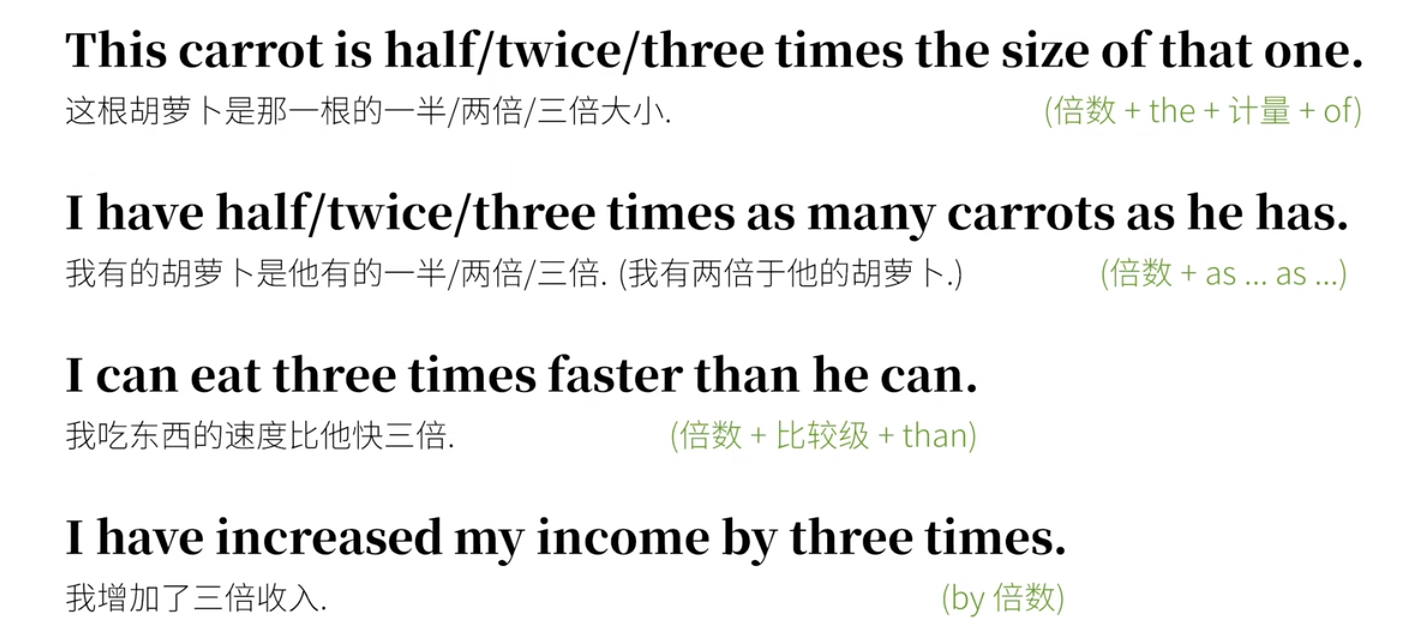 This carrot is half/twice/three times the size of that one.
这根胡萝卜是那一根的一半/两倍/三倍大小. (倍数 + the + 计量 + of)
I have half/twice/three times as many carrots as he has.
我有的胡萝卜是他有的一半/两倍/三倍. (我有两倍于他的胡萝卜.) (倍数 + as ... as ...)
I can eat three times faster than he can.
我吃东西的速度比他快三倍. (倍数 + 比较级 + than)
I have increased my income by three times.
我增加了三倍收入. (by 倍数)